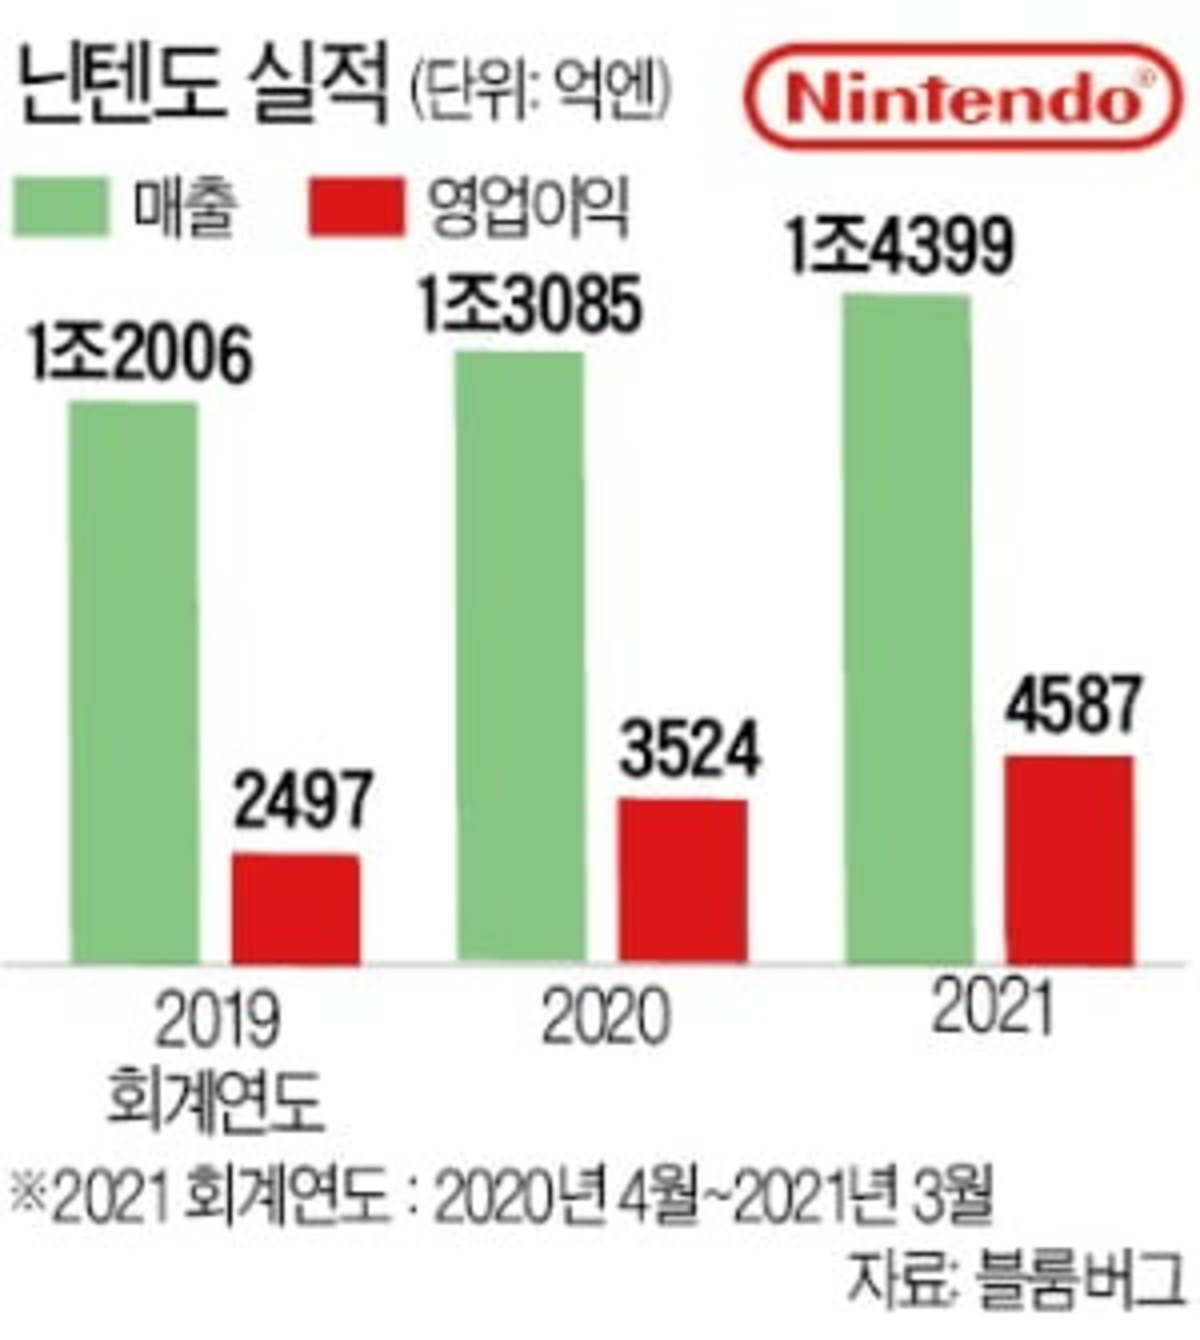 닌텐도 실적 (단위: 억엔)
Nintendo®
매출 영업이익
1조2006
1조3085
1조4399
2497
3524
4587
2019 2020 2021
회계연도
※2021 회계연도 : 2020년 4월~2021년 3월
자료: 블룸버그